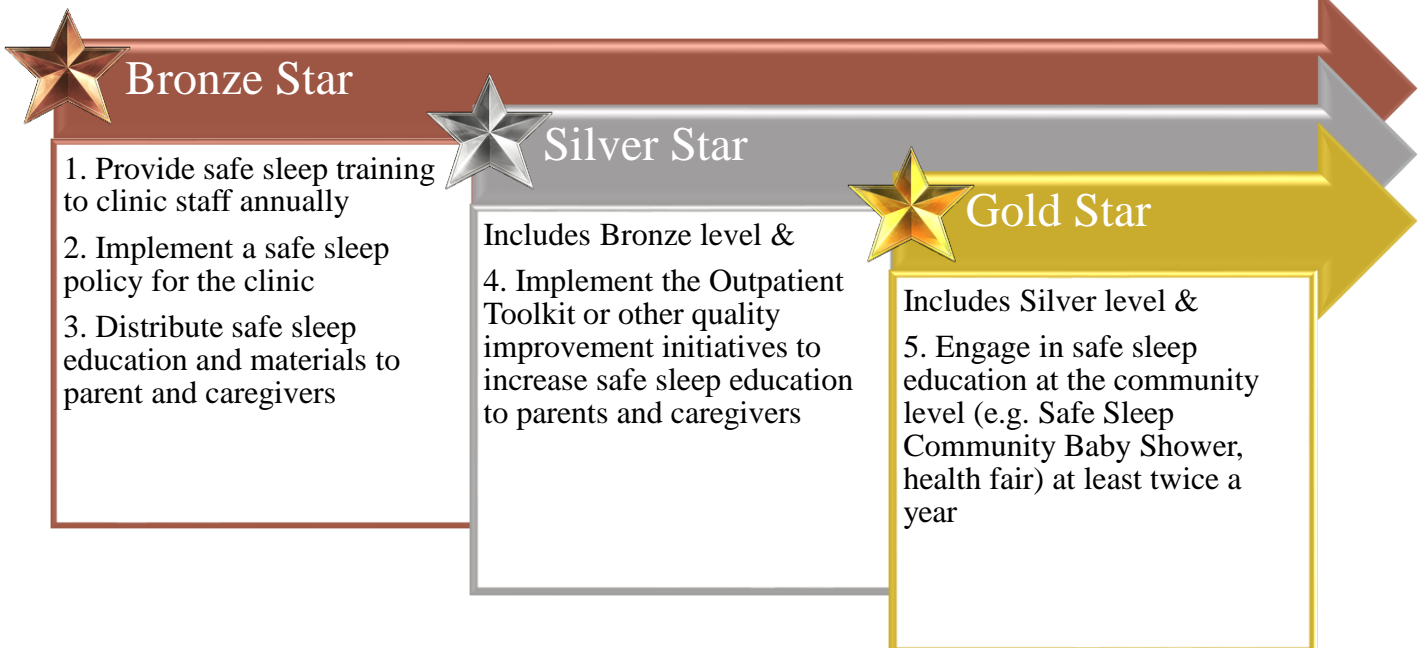 Bronze Star
1. Provide safe sleep training
to clinic staff annually
2. Implement a safe sleep
policy for the clinic
3. Distribute safe sleep
education and materials to
parent and caregivers
Silver Star
Includes Bronze level &
4. Implement the Outpatient
Toolkit or other quality
improvement initiatives to
increase safe sleep education
to parents and caregivers
Gold Star
Includes Silver level &
5. Engage in safe sleep
education at the community
level (e.g. Safe Sleep
Community Baby Shower,
health fair) at least twice a
year